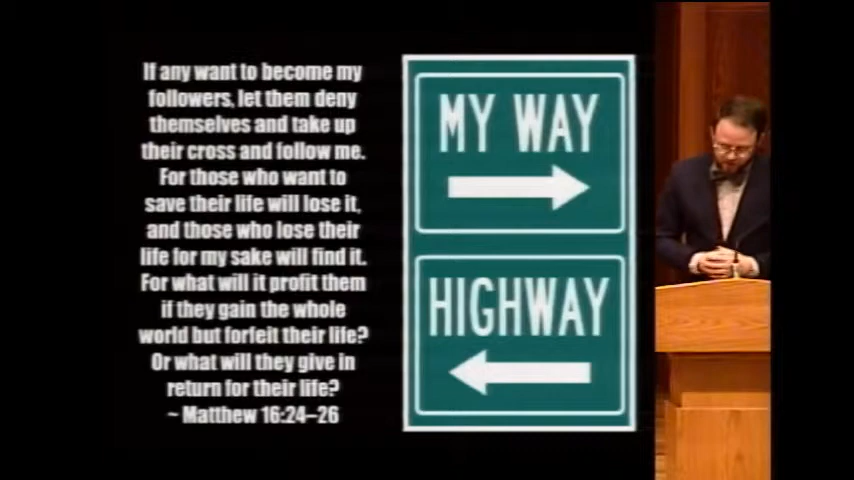 If any want to become my
followers, let them deny
themselves and take up
their cross and follow me.
For those who want to
save their life will lose it,
and those who lose their
life for my sake will find it.
For what will it profit them
if they gain the whole
world but forfeit their life?
Or what will they give in
return for their life?
~ Matthew 16:24–26
MY WAY
HIGHWAY